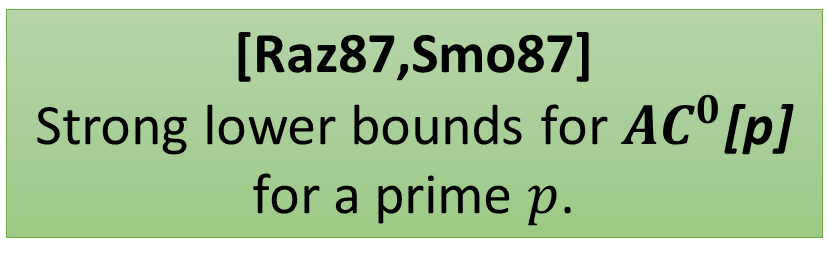 [Raz87,Smo87]
Strong lower bounds for 𝑨𝑪⁰[p]
for a prime 𝑝.